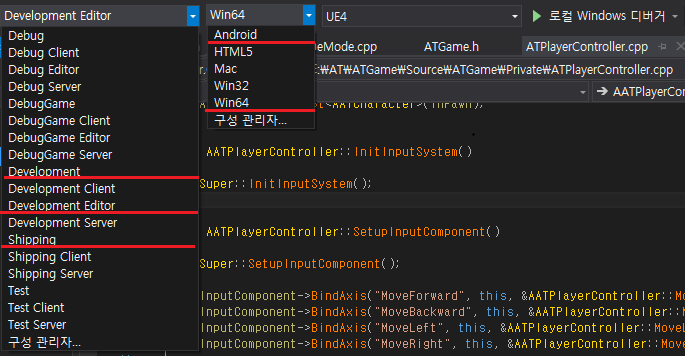 Development Editor
Win64
UE4
로컬 Windows 디버거
Debug
Debug Client
Debug Editor
Debug Server
DebugGame
DebugGame Client
DebugGame Editor
DebugGame Server
Development
Development Client
Development Editor
Development Server
Shipping
Shipping Client
Shipping Server
Test
Test Client
Test Server
구성 관리자...
Android
HTML5
Mac
Win32
Win64
구성 관리자...
eMode.cpp
ATGame.h
ATPlayerController.cpp
E:₩AT₩ATGame₩Source₩ATGame₩Private₩ATPlayerController.cpp
AATPlayerCor
AATPlayerController::InitInputSystem()
Super::InitInputSystem();
AATPlayerController::SetupInputComponent()
Super::SetupInputComponent();
InputComponent->BindAxis("MoveForward", this, &AATPlayerController::Mo
InputComponent->BindAxis("MoveBackward", this, &AATPlayerController::M
InputComponent->BindAxis("MoveLeft", this, &AATPlayerController::MoveL
InputComponent->BindAxis("MoveRight", this, &AATPlayerController::Move